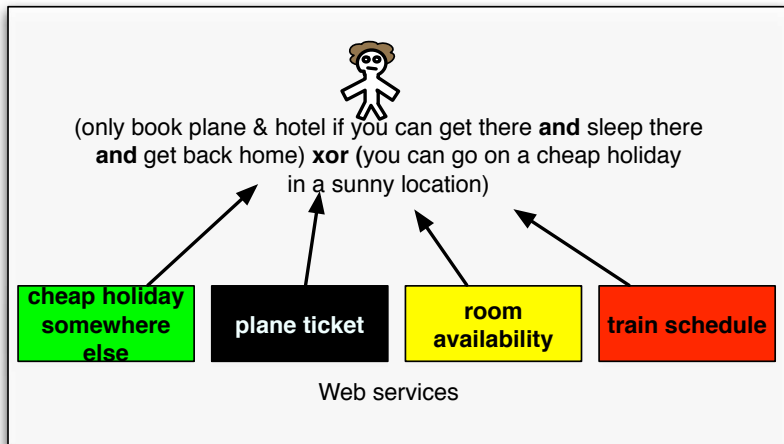 (only book plane & hotel if you can get there and sleep there
and get back home) xor (you can go on a cheap holiday
in a sunny location)
cheap holiday
somewhere
else
plane ticket
room
availability
train schedule
Web services